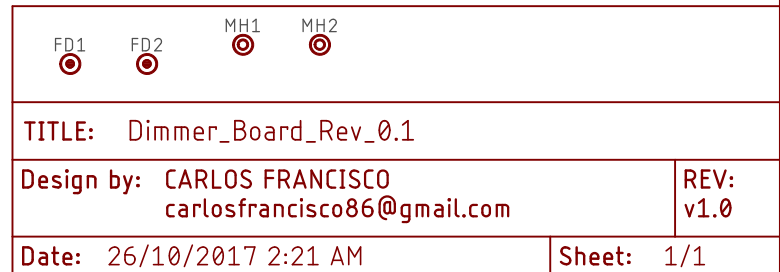 MH1 MH2
FD1 FD2
TITLE: Dimmer_Board_Rev_0.1
Design by: CARLOS FRANCISCO
carlosfrancisco86@gmail.com
REV:
v1.0
Date: 26/10/2017 2:21 AM
Sheet: 1/1